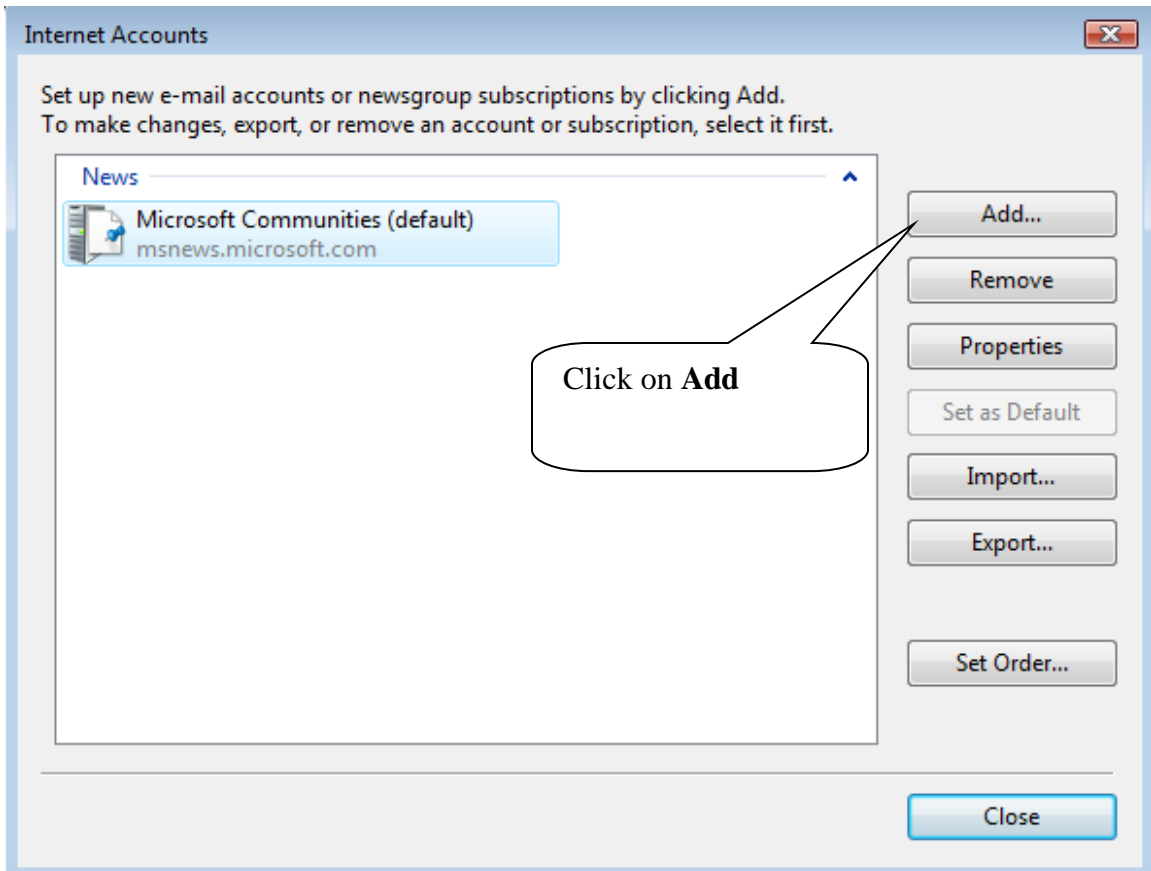 Internet Accounts
Set up new e-mail accounts or newsgroup subscriptions by clicking Add.
To make changes, export, or remove an account or subscription, select it first.
News
Microsoft Communities (default)
msnews.microsoft.com
Click on Add
Add...
Remove
Properties
Set as Default
Import...
Export...
Set Order...
Close